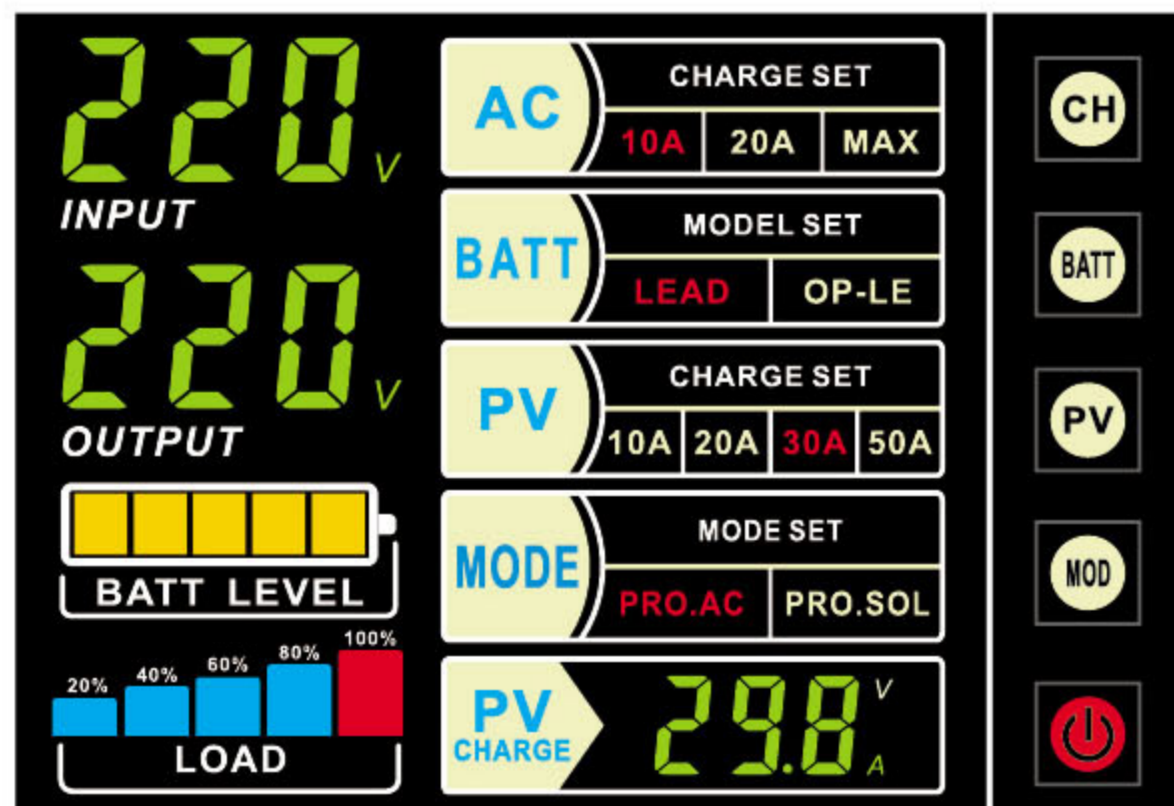 220 V
INPUT
220 V
OUTPUT
BATT LEVEL
20% 40% 60% 80% 100%
LOAD
AC
CHARGE SET
10A 20A MAX
BATT
MODEL SET
LEAD OP-LE
PV
CHARGE SET
10A 20A 30A 50A
MODE
MODE SET
PRO.AC PRO.SOL
PV
CHARGE
29.8 V
A
CH
BATT
PV
MOD